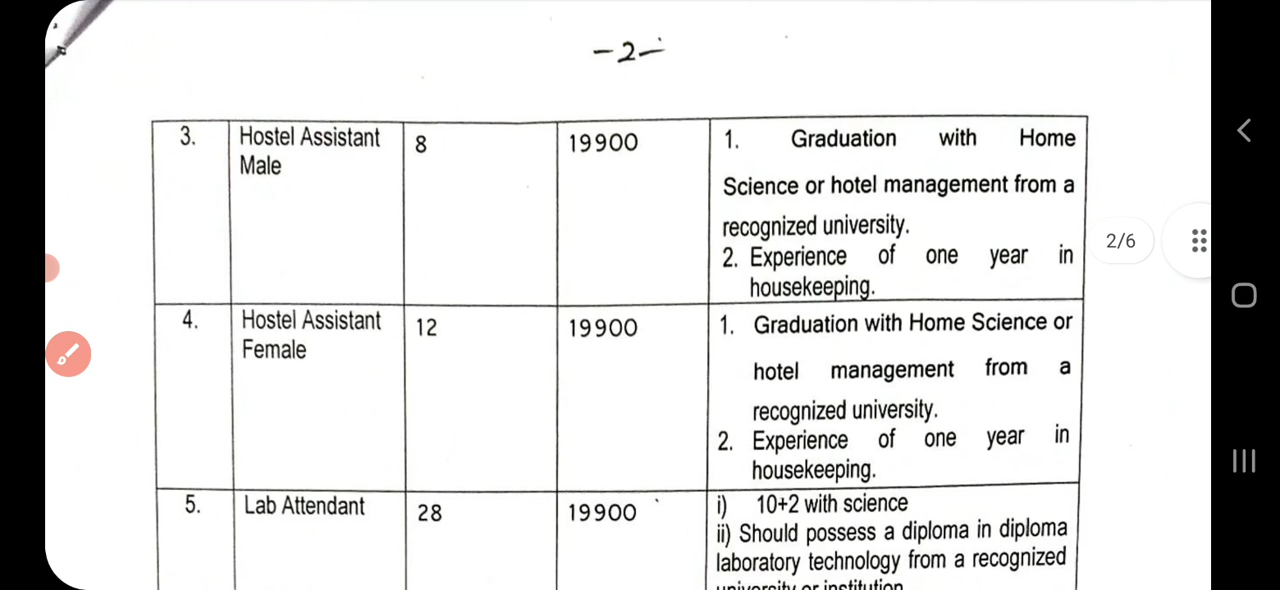 -2-
3. Hostel Assistant 8 19900 1. Graduation with Home
Male
Science or hotel management from a
recognized university.
2. Experience of one year in
housekeeping.
4. Hostel Assistant 12 19900 1. Graduation with Home Science or
Female
hotel management from a
recognized university.
2. Experience of one year in
housekeeping.
5. Lab Attendant 28 19900 i) 10+2 with science
ii) Should possess a diploma in diploma
laboratory technology from a recognized
university or institution
2/6